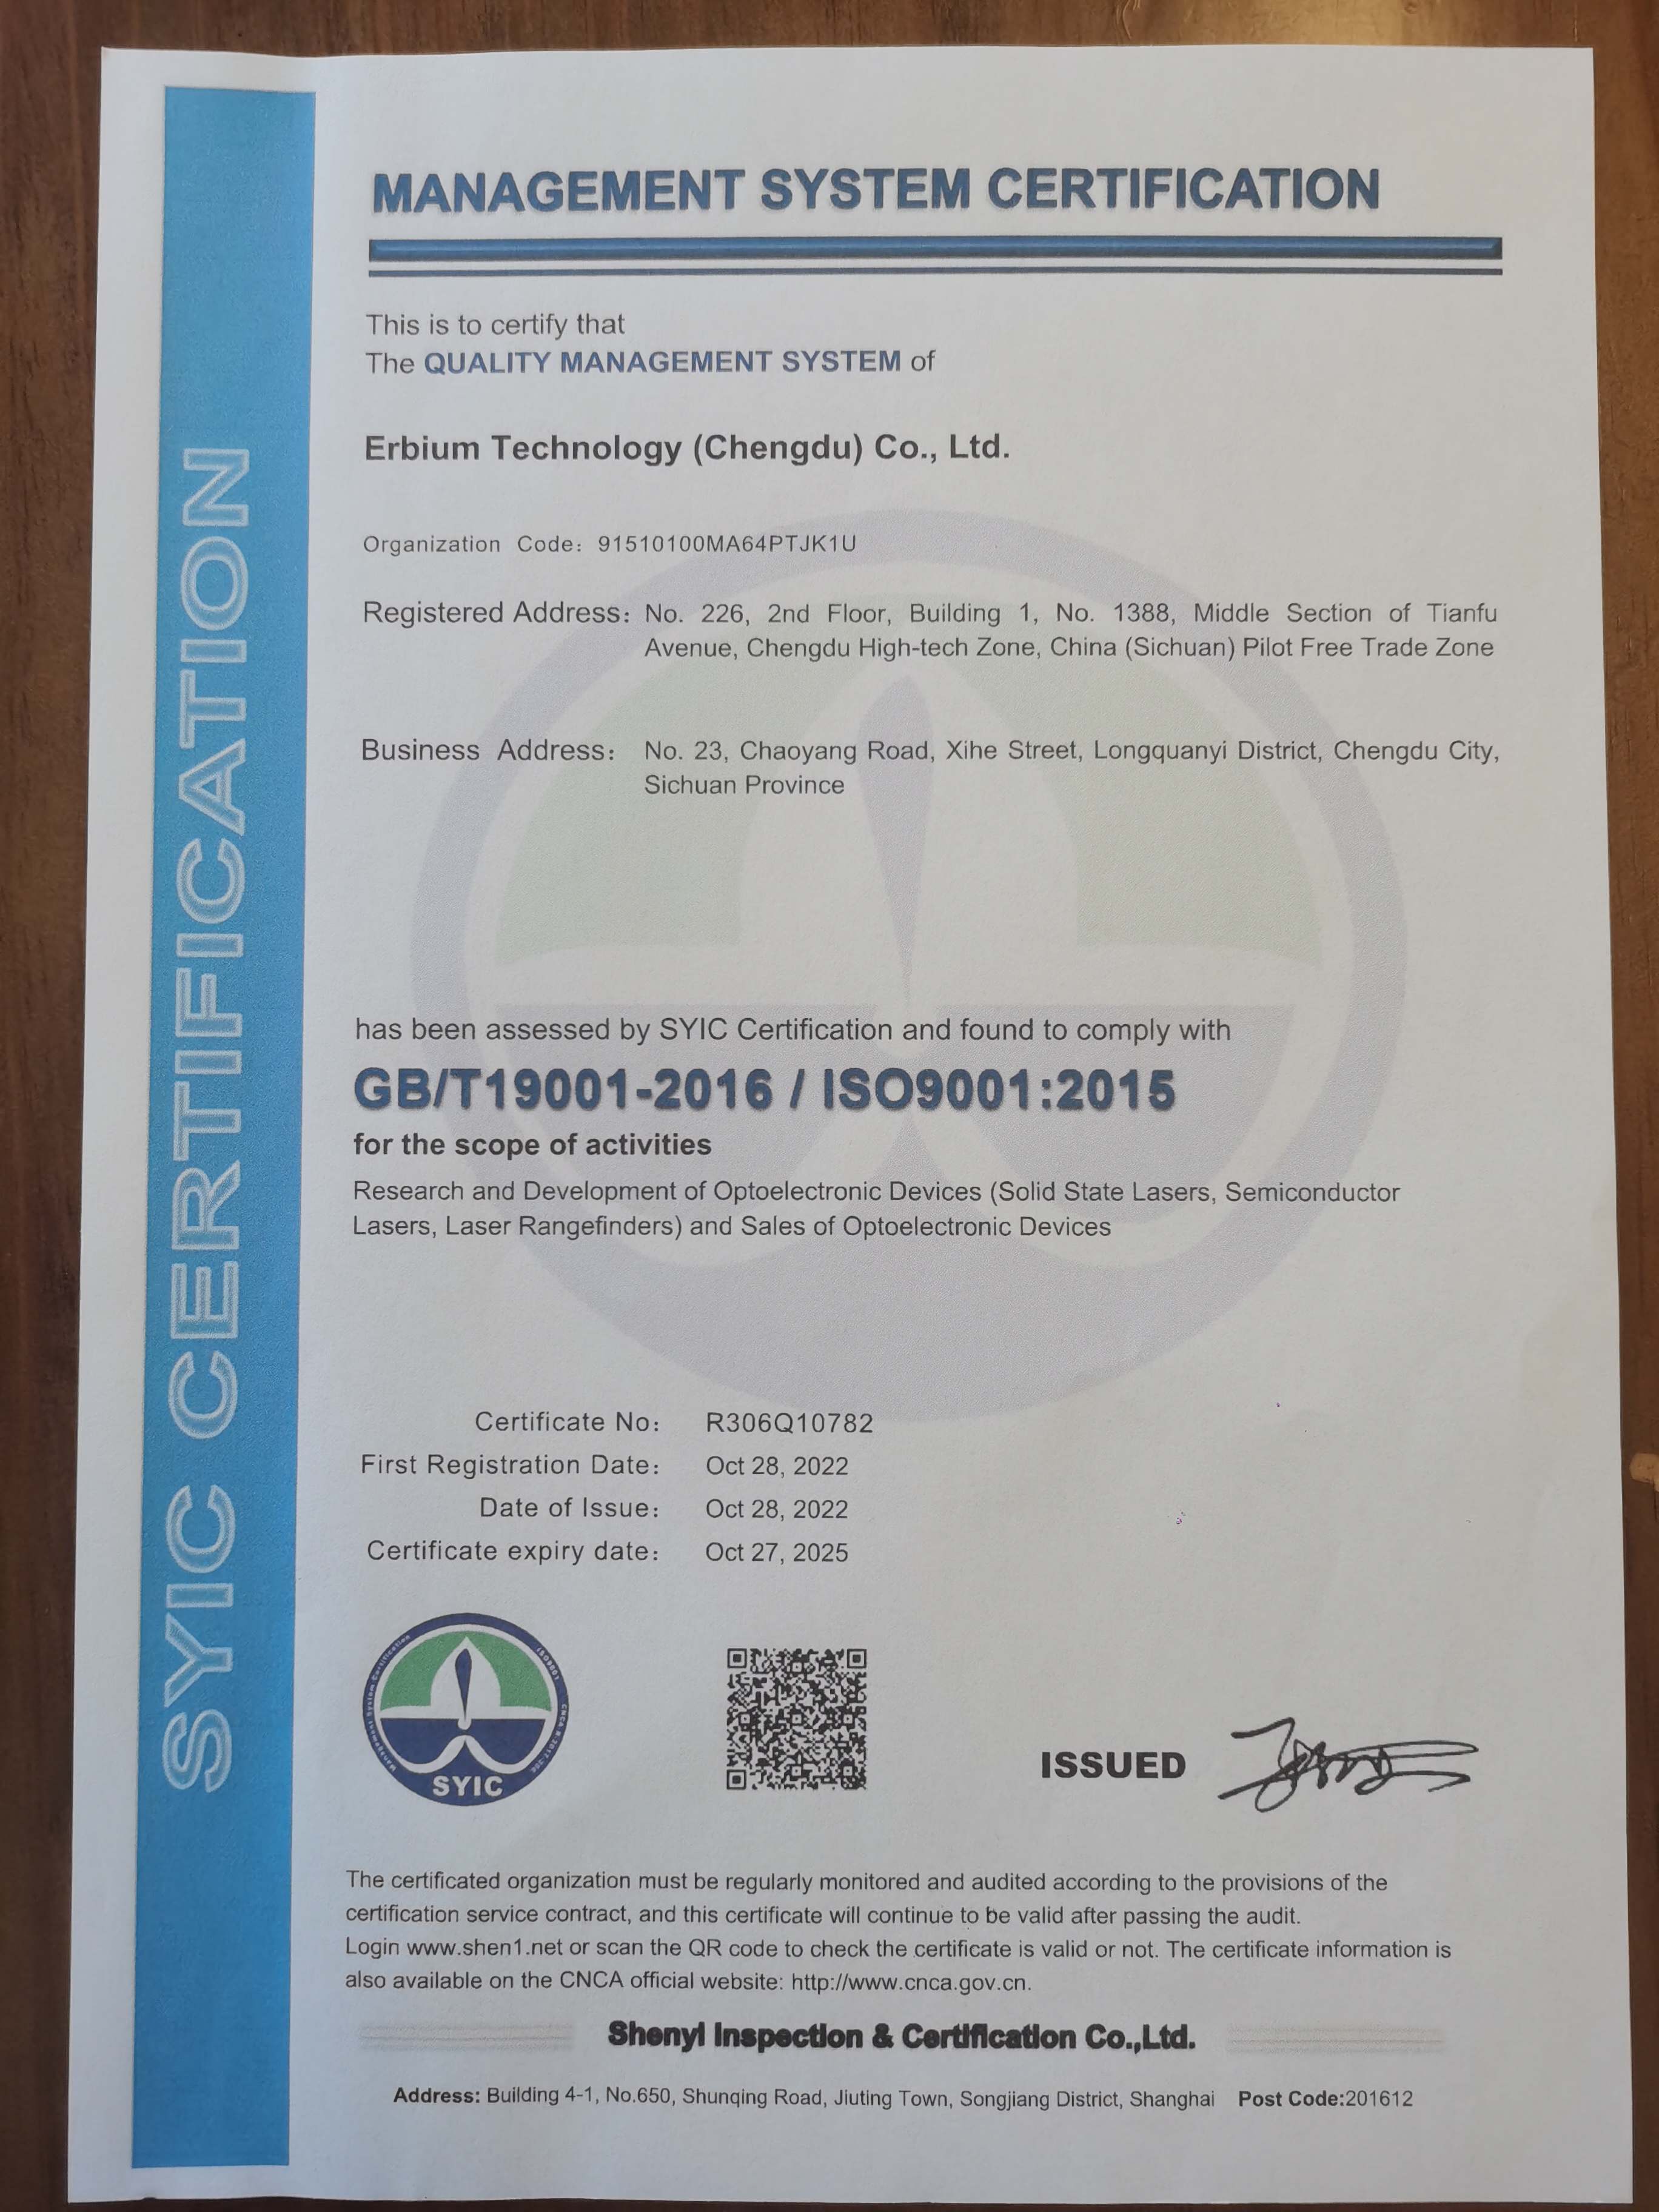 MANAGEMENT SYSTEM CERTIFICATION
This is to certify that
The QUALITY MANAGEMENT SYSTEM of
Erbium Technology (Chengdu) Co., Ltd.
Organization Code: 91510100MA64PTJK1U
Registered Address: No. 226, 2nd Floor, Building 1, No. 1388, Middle Section of Tianfu
Avenue, Chengdu High-tech Zone, China (Sichuan) Pilot Free Trade Zone
Business Address: No. 23, Chaoyang Road, Xihe Street, Longquanyi District, Chengdu City,
Sichuan Province
has been assessed by SYIC Certification and found to comply with
GB/T19001-2016 / ISO9001:2015
for the scope of activities
Research and Development of Optoelectronic Devices (Solid State Lasers, Semiconductor
Lasers, Laser Rangefinders) and Sales of Optoelectronic Devices
Certificate No: R306Q10782
First Registration Date: Oct 28, 2022
Date of Issue: Oct 28, 2022
Certificate expiry date: Oct 27, 2025
SYIC CERTIFICATION
Management System Certification
ISO9001
SYIC
ISSUED
The certificated organization must be regularly monitored and audited according to the provisions of the
certification service contract, and this certificate will continue to be valid after passing the audit.
Login www.shen1.net or scan the QR code to check the certificate is valid or not. The certificate information is
also available on the CNCA official website: http://www.cnca.gov.cn.
Shenyi Inspection & Certification Co.,Ltd.
Address: Building 4-1, No.650, Shunqing Road, Jiuting Town, Songjiang District, Shanghai Post Code:201612